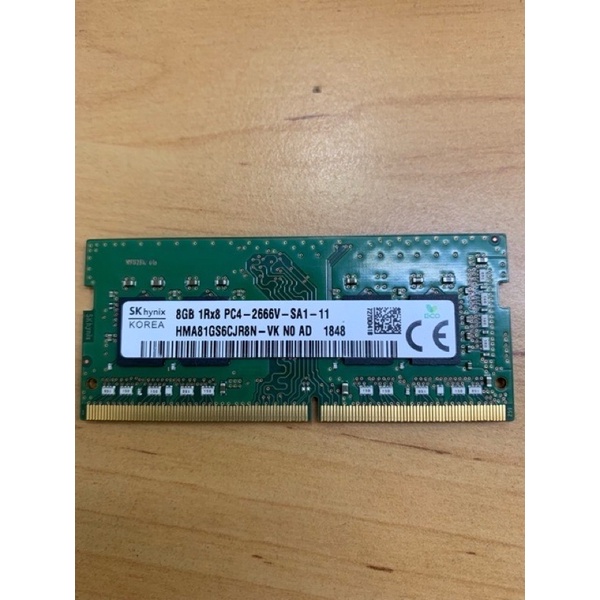 SK hynix
KOREA
8GB 1Rx8 PC4-2666V-SA1-11
HMA81GS6CJR8N-VK N0 AD 1848
CE